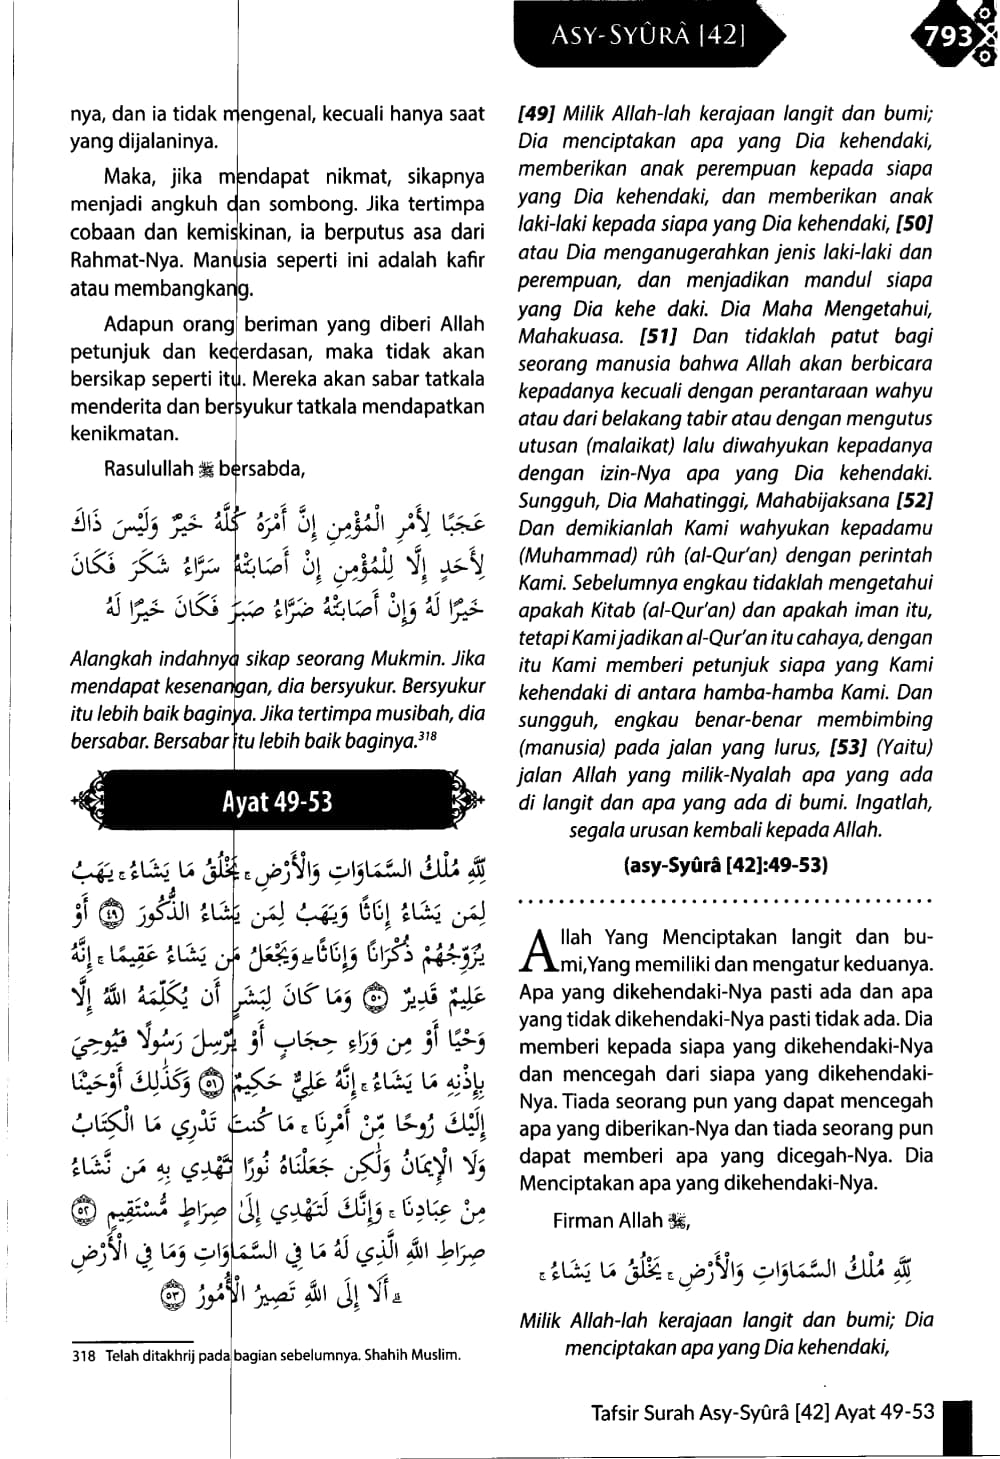 ASY-SYÛRÂ [42]
793
nya, dan ia tidak mengenal, kecuali hanya saat
yang dijalaninya.
Maka, jika mendapat nikmat, sikapnya
menjadi angkuh dan sombong. Jika tertimpa
cobaan dan kemiskinan, ia berputus asa dari
Rahmat-Nya. Manusia seperti ini adalah kafir
atau membangkang.
Adapun orang beriman yang diberi Allah
petunjuk dan kecerdasan, maka tidak akan
bersikap seperti itu. Mereka akan sabar tatkala
menderita dan bersyukur tatkala mendapatkan
kenikmatan.
Rasulullah ﷺ bersabda,
عَجَبًا لِأَمْرِ الْمُؤْمِنِ إِنَّ أَمْرَهُ كُلَّهُ خَيْرٌ وَلَيْسَ ذَاكَ
لِأَحَدٍ إِلَّا لِلْمُؤْمِنِ إِنْ أَصَابَتْهُ سَرَّاءُ شَكَرَ فَكَانَ
خَيْرًا لَهُ وَإِنْ أَصَابَتْهُ ضَرَّاءُ صَبَرَ فَكَانَ خَيْرًا لَهُ
Alangkah indahnya sikap seorang Mukmin. Jika
mendapat kesenangan, dia bersyukur. Bersyukur
itu lebih baik baginya. Jika tertimpa musibah, dia
bersabar. Bersabar itu lebih baik baginya.³¹⁸
Ayat 49-53
لِلَّهِ مُلْكُ السَّمَاوَاتِ وَالْأَرْضِ ۚ يَخْلُقُ مَا يَشَاءُ ۚ يَهَبُ
لِمَن يَشَاءُ إِنَاثًا وَيَهَبُ لِمَن يَشَاءُ الذُّكُورَ ﴿٤٩﴾ أَوْ
يُزَوِّجُهُمْ ذُكْرَانًا وَإِنَاثًا ۖ وَيَجْعَلُ مَن يَشَاءُ عَقِيمًا ۚ إِنَّهُ
عَلِيمٌ قَدِيرٌ ﴿٥٠﴾ وَمَا كَانَ لِبَشَرٍ أَن يُكَلِّمَهُ اللَّهُ إِلَّا
وَحْيًا أَوْ مِن وَرَاءِ حِجَابٍ أَوْ يُرْسِلَ رَسُولًا فَيُوحِيَ
بِإِذْنِهِ مَا يَشَاءُ ۚ إِنَّهُ عَلِيٌّ حَكِيمٌ ﴿٥١﴾ وَكَذَٰلِكَ أَوْحَيْنَا
إِلَيْكَ رُوحًا مِّنْ أَمْرِنَا ۚ مَا كُنتَ تَدْرِي مَا الْكِتَابُ
وَلَا الْإِيمَانُ وَلَٰكِن جَعَلْنَاهُ نُورًا نَّهْدِي بِهِ مَن نَّشَاءُ
مِنْ عِبَادِنَا ۚ وَإِنَّكَ لَتَهْدِي إِلَىٰ صِرَاطٍ مُّسْتَقِيمٍ ﴿٥٢﴾
صِرَاطِ اللَّهِ الَّذِي لَهُ مَا فِي السَّمَاوَاتِ وَمَا فِي الْأَرْضِ
ۗ أَلَا إِلَى اللَّهِ تَصِيرُ الْأُمُورُ ﴿٥٣﴾
318 Telah ditakhrij pada bagian sebelumnya. Shahih Muslim.
[49] Milik Allah-lah kerajaan langit dan bumi;
Dia menciptakan apa yang Dia kehendaki,
memberikan anak perempuan kepada siapa
yang Dia kehendaki, dan memberikan anak
laki-laki kepada siapa yang Dia kehendaki, [50]
atau Dia menganugerahkan jenis laki-laki dan
perempuan, dan menjadikan mandul siapa
yang Dia kehe daki. Dia Maha Mengetahui,
Mahakuasa. [51] Dan tidaklah patut bagi
seorang manusia bahwa Allah akan berbicara
kepadanya kecuali dengan perantaraan wahyu
atau dari belakang tabir atau dengan mengutus
utusan (malaikat) lalu diwahyukan kepadanya
dengan izin-Nya apa yang Dia kehendaki.
Sungguh, Dia Mahatinggi, Mahabijaksana [52]
Dan demikianlah Kami wahyukan kepadamu
(Muhammad) rûh (al-Qur'an) dengan perintah
Kami. Sebelumnya engkau tidaklah mengetahui
apakah Kitab (al-Qur'an) dan apakah iman itu,
tetapi Kami jadikan al-Qur'an itu cahaya, dengan
itu Kami memberi petunjuk siapa yang Kami
kehendaki di antara hamba-hamba Kami. Dan
sungguh, engkau benar-benar membimbing
(manusia) pada jalan yang lurus, [53] (Yaitu)
jalan Allah yang milik-Nyalah apa yang ada
di langit dan apa yang ada di bumi. Ingatlah,
segala urusan kembali kepada Allah.
(asy-Syûrâ [42]:49-53)
Allah Yang Menciptakan langit dan bu-
mi,Yang memiliki dan mengatur keduanya.
Apa yang dikehendaki-Nya pasti ada dan apa
yang tidak dikehendaki-Nya pasti tidak ada. Dia
memberi kepada siapa yang dikehendaki-Nya
dan mencegah dari siapa yang dikehendaki-
Nya. Tiada seorang pun yang dapat mencegah
apa yang diberikan-Nya dan tiada seorang pun
dapat memberi apa yang dicegah-Nya. Dia
Menciptakan apa yang dikehendaki-Nya.
Firman Allah ﷻ,
لِلَّهِ مُلْكُ السَّمَاوَاتِ وَالْأَرْضِ ۚ يَخْلُقُ مَا يَشَاءُ ۚ
Milik Allah-lah kerajaan langit dan bumi; Dia
menciptakan apa yang Dia kehendaki,
Tafsir Surah Asy-Syûrâ [42] Ayat 49-53